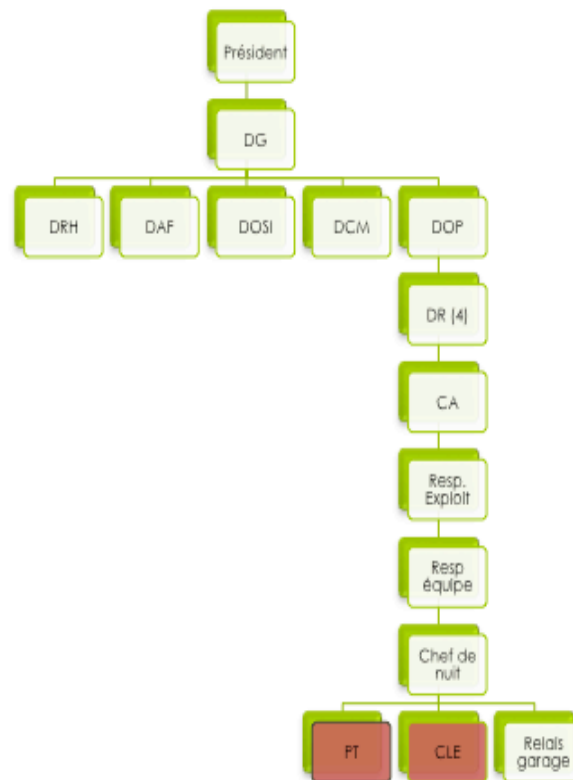 Président
DG
DRH
DAF
DOSI
DCM
DOP
DR (4)
CA
Resp.
Exploit
Resp
équipe
Chef de
nuit
PT
CLE
Relais
garage